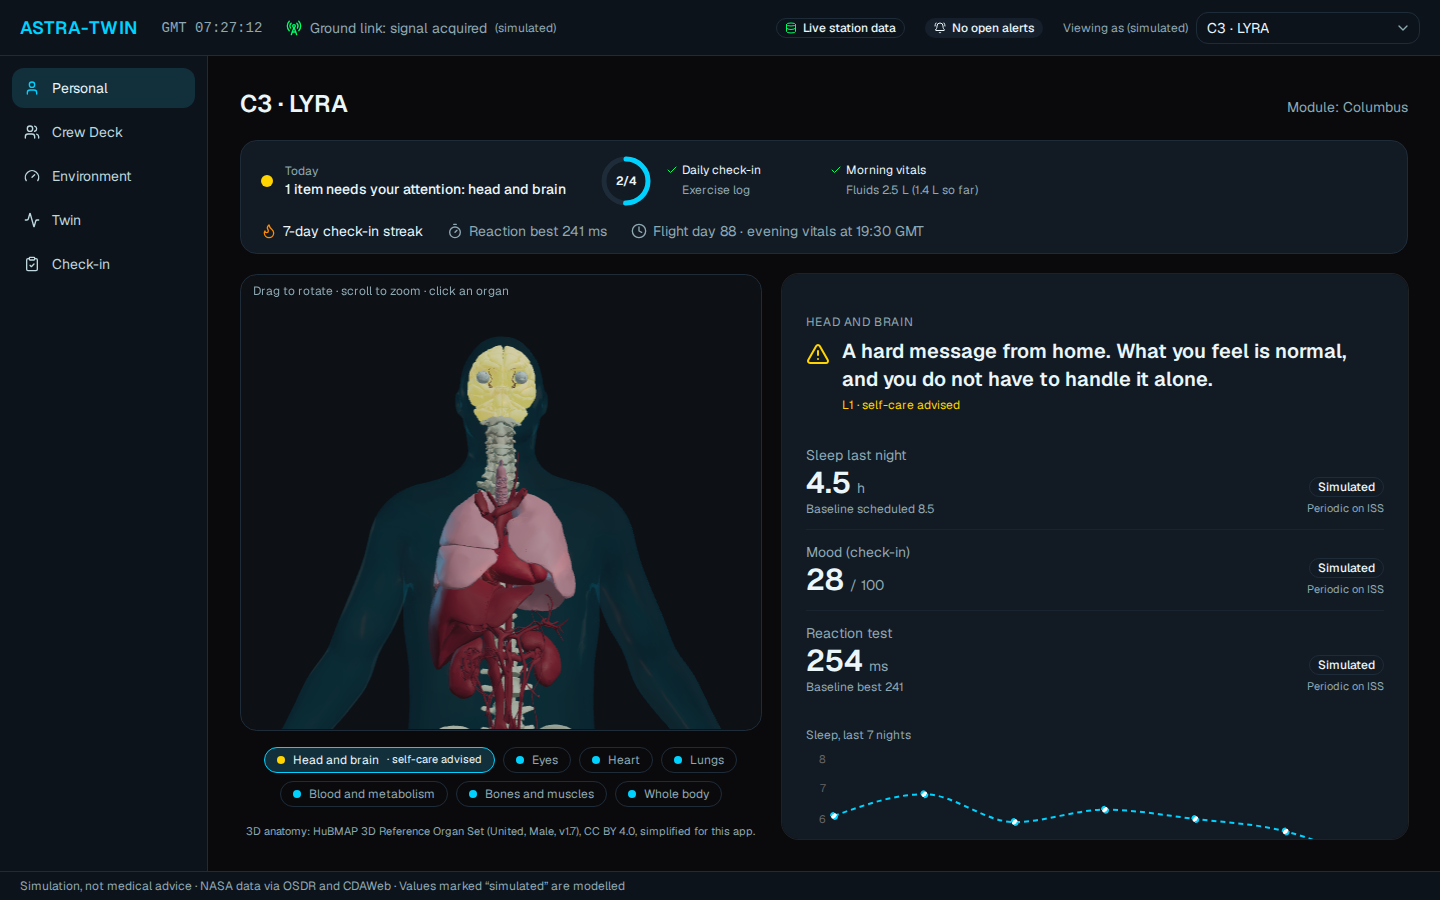 ASTRA-TWIN
GMT 07:27:12
Ground link: signal acquired (simulated)
Live station data
No open alerts
Viewing as (simulated)
C3 · LYRA
Personal
Crew Deck
Environment
Twin
Check-in
C3 · LYRA
Module: Columbus
Today
1 item needs your attention: head and brain
2/4
Daily check-in
Morning vitals
Exercise log
Fluids 2.5 L (1.4 L so far)
7-day check-in streak
Reaction best 241 ms
Flight day 88 · evening vitals at 19:30 GMT
Drag to rotate · scroll to zoom · click an organ
Head and brain · self-care advised
Eyes
Heart
Lungs
Blood and metabolism
Bones and muscles
Whole body
3D anatomy: HuBMAP 3D Reference Organ Set (United, Male, v1.7), CC BY 4.0, simplified for this app.
HEAD AND BRAIN
A hard message from home. What you feel is normal,
and you do not have to handle it alone.
L1 · self-care advised
Sleep last night
4.5 h
Baseline scheduled 8.5
Simulated
Periodic on ISS
Mood (check-in)
28 / 100
Simulated
Periodic on ISS
Reaction test
254 ms
Baseline best 241
Simulated
Periodic on ISS
Sleep, last 7 nights
8
7
6
Simulation, not medical advice · NASA data via OSDR and CDAWeb · Values marked “simulated” are modelled